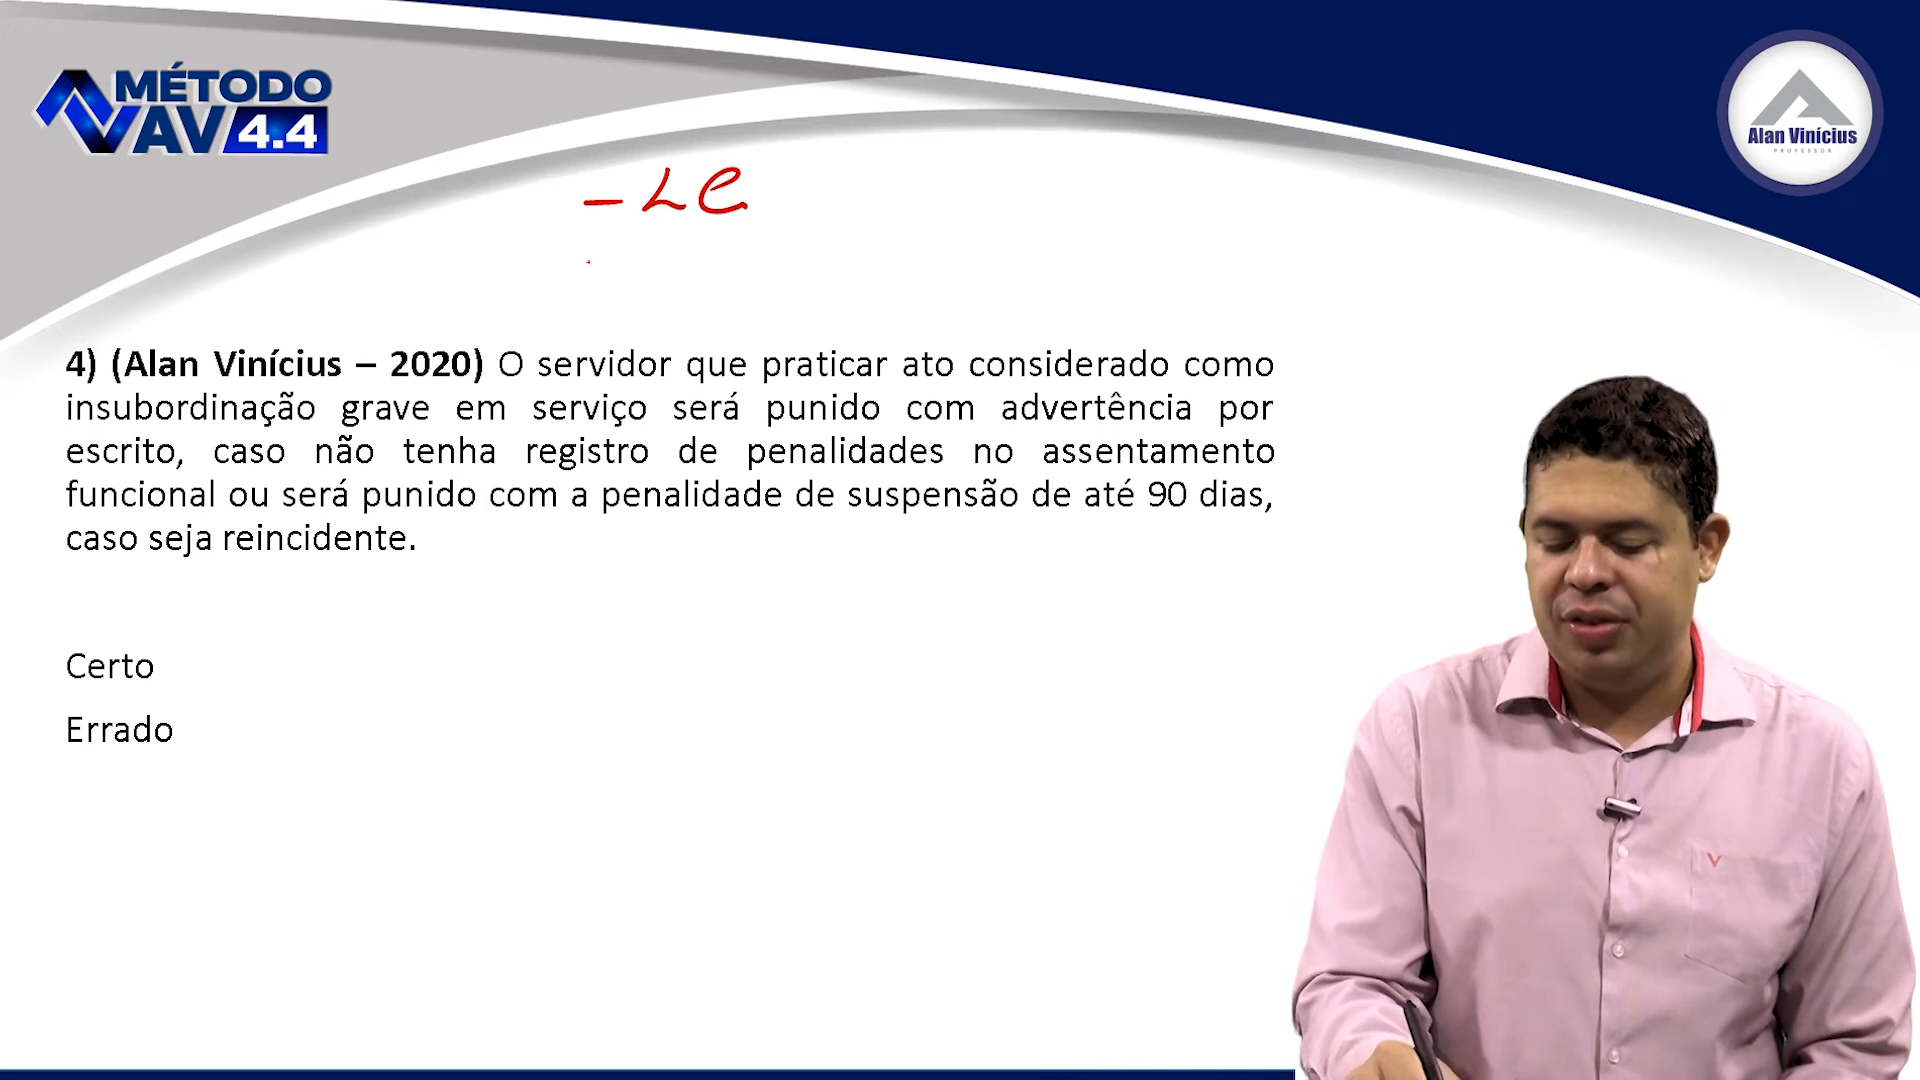 MÉTODO
AV 4.4
Alan Vinícius
PROFESSOR
- LC
4) (Alan Vinícius – 2020) O servidor que praticar ato considerado como
insubordinação grave em serviço será punido com advertência por
escrito, caso não tenha registro de penalidades no assentamento
funcional ou será punido com a penalidade de suspensão de até 90 dias,
caso seja reincidente.
Certo
Errado